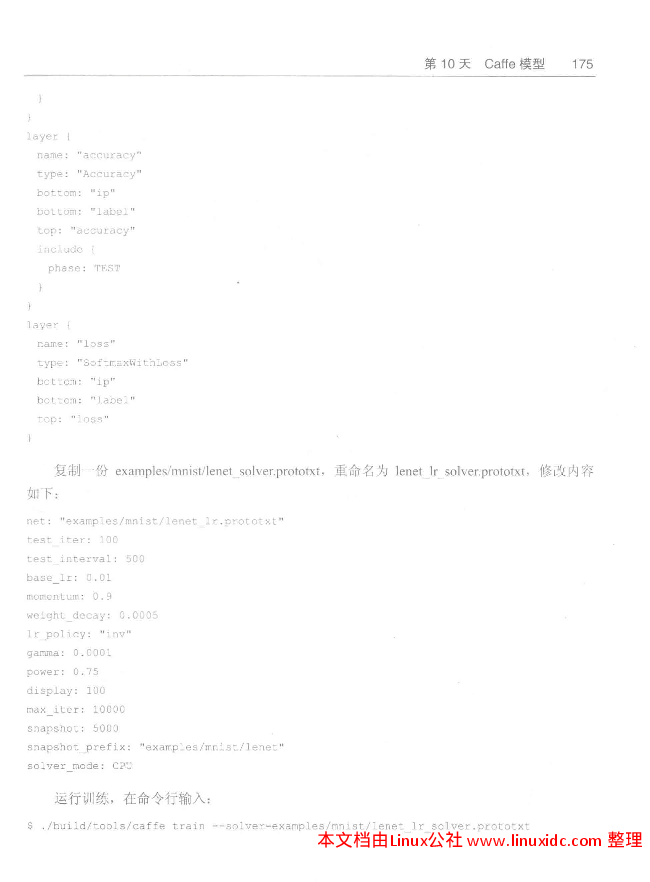 第 10 天 Caffe 模型 175
}
}
layer {
name: "accuracy"
type: "Accuracy"
bottom: "ip"
bottom: "label"
top: "accuracy"
include {
phase: TEST
}
}
layer {
name: "loss"
type: "SoftmaxWithLoss"
bottom: "ip"
bottom: "label"
top: "loss"
}
复制一份 examples/mnist/lenet_solver.prototxt，重命名为 lenet_lr_solver.prototxt，修改内容
如下：
net: "examples/mnist/lenet_lr.prototxt"
test_iter: 100
test_interval: 500
base_lr: 0.01
momentum: 0.9
weight_decay: 0.0005
lr_policy: "inv"
gamma: 0.0001
power: 0.75
display: 100
max_iter: 10000
snapshot: 5000
snapshot_prefix: "examples/mnist/lenet"
solver_mode: CPU
运行训练，在命令行输入：
$ ./build/tools/caffe train --solver=examples/mnist/lenet_lr_solver.prototxt
本文档由Linux公社 www.linuxidc.com 整理